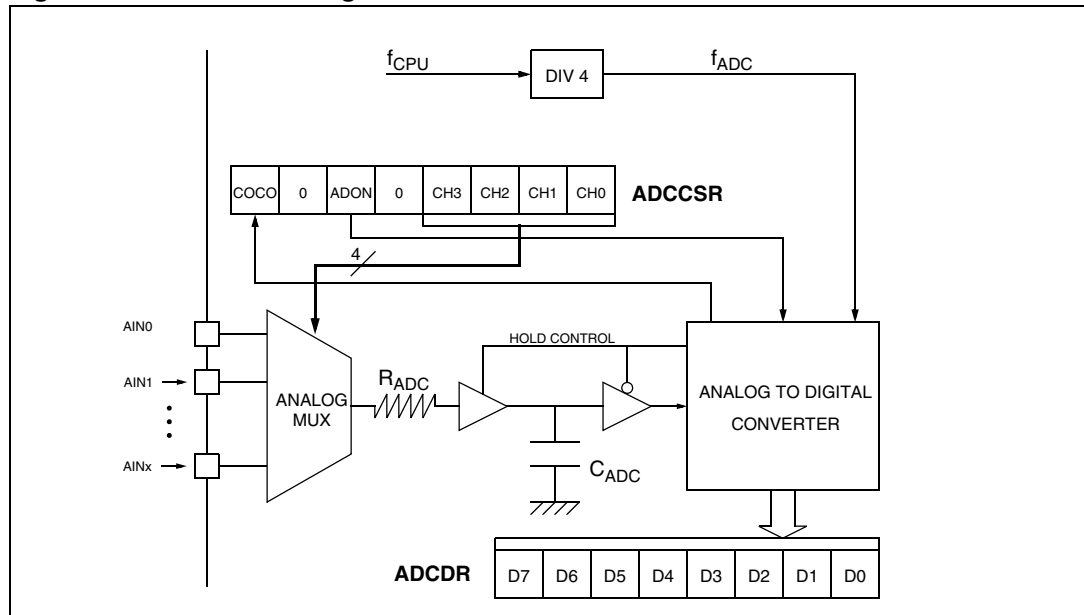 fCPU
DIV 4
fADC
COCO 0 ADON 0 CH3 CH2 CH1 CH0
ADCCSR
4
AIN0
AIN1
AINx
ANALOG
MUX
RADC
HOLD CONTROL
CADC
ANALOG TO DIGITAL
CONVERTER
ADCDR
D7 D6 D5 D4 D3 D2 D1 D0